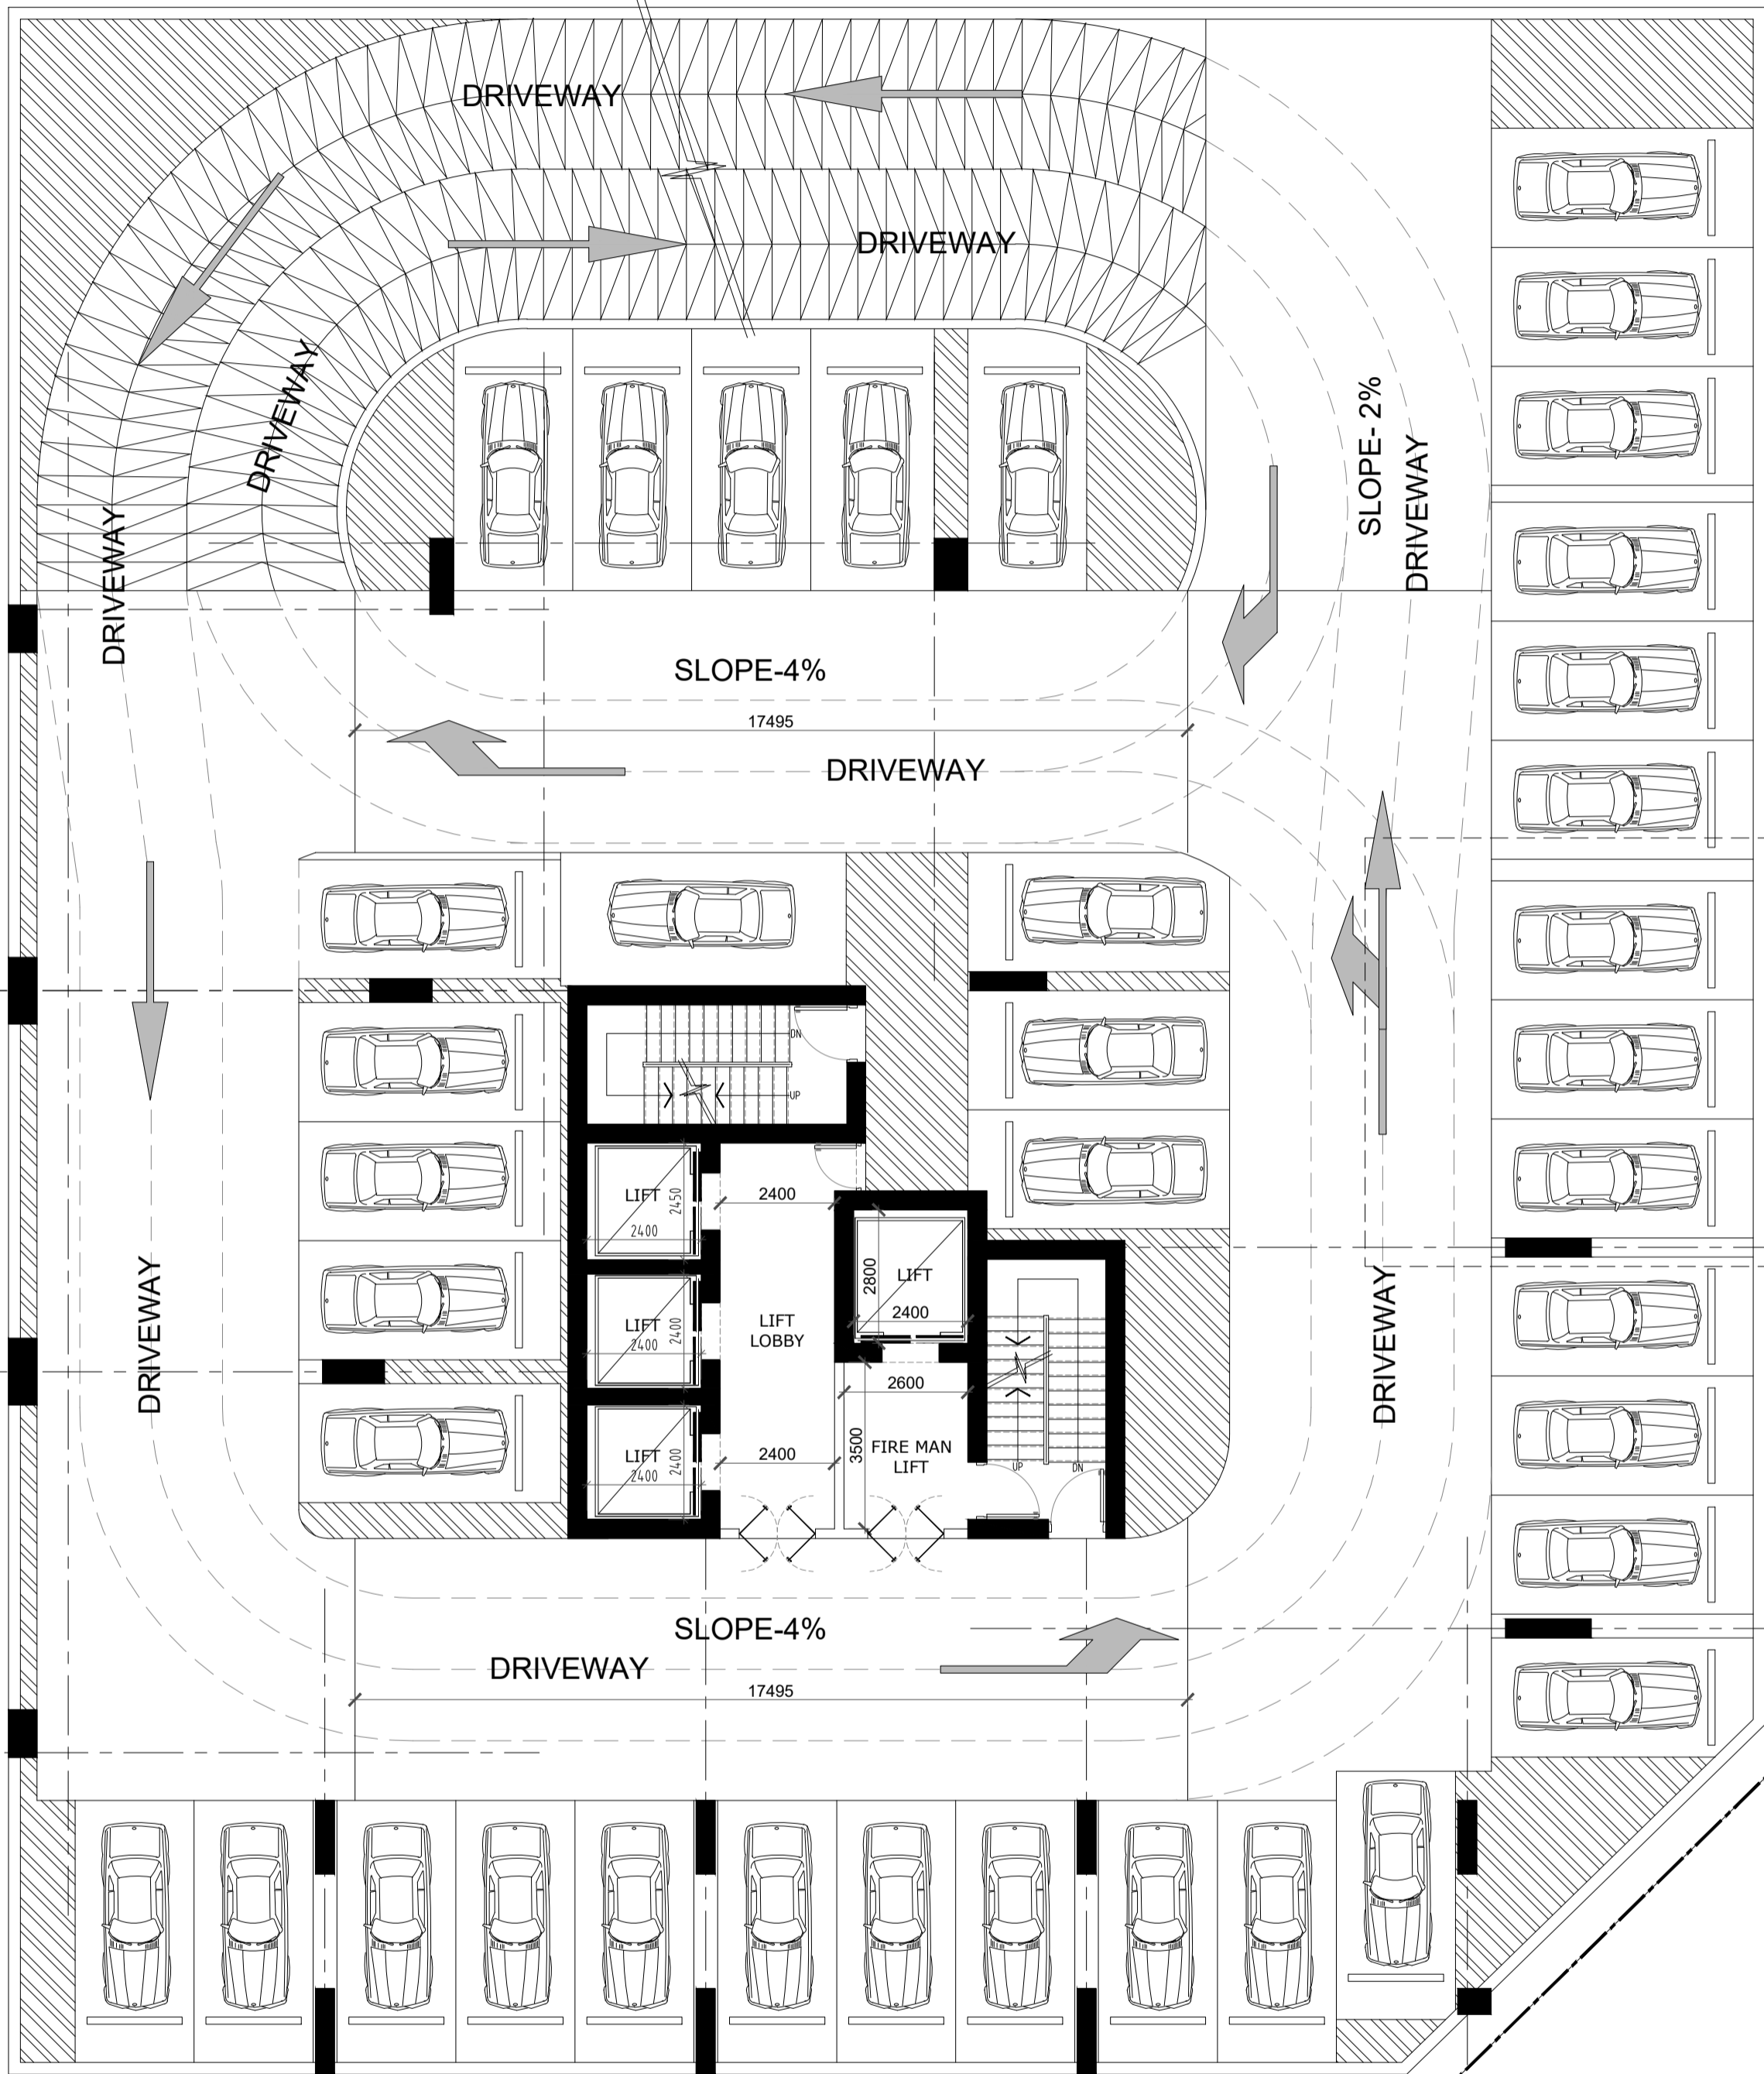 DRIVEWAY
DRIVEWAY
DRIVEWAY
SLOPE- 2%
DRIVEWAY
DRIVEWAY
SLOPE-4%
17495
DRIVEWAY
DN
UP
LIFT
2450
2400
2400
LIFT
2800
2400
LIFT
2400
2400
LIFT
LOBBY
DRIVEWAY
DRIVEWAY
2600
LIFT
2400
2400
2400
3500
FIRE MAN
LIFT
UP
DN
SLOPE-4%
DRIVEWAY
17495